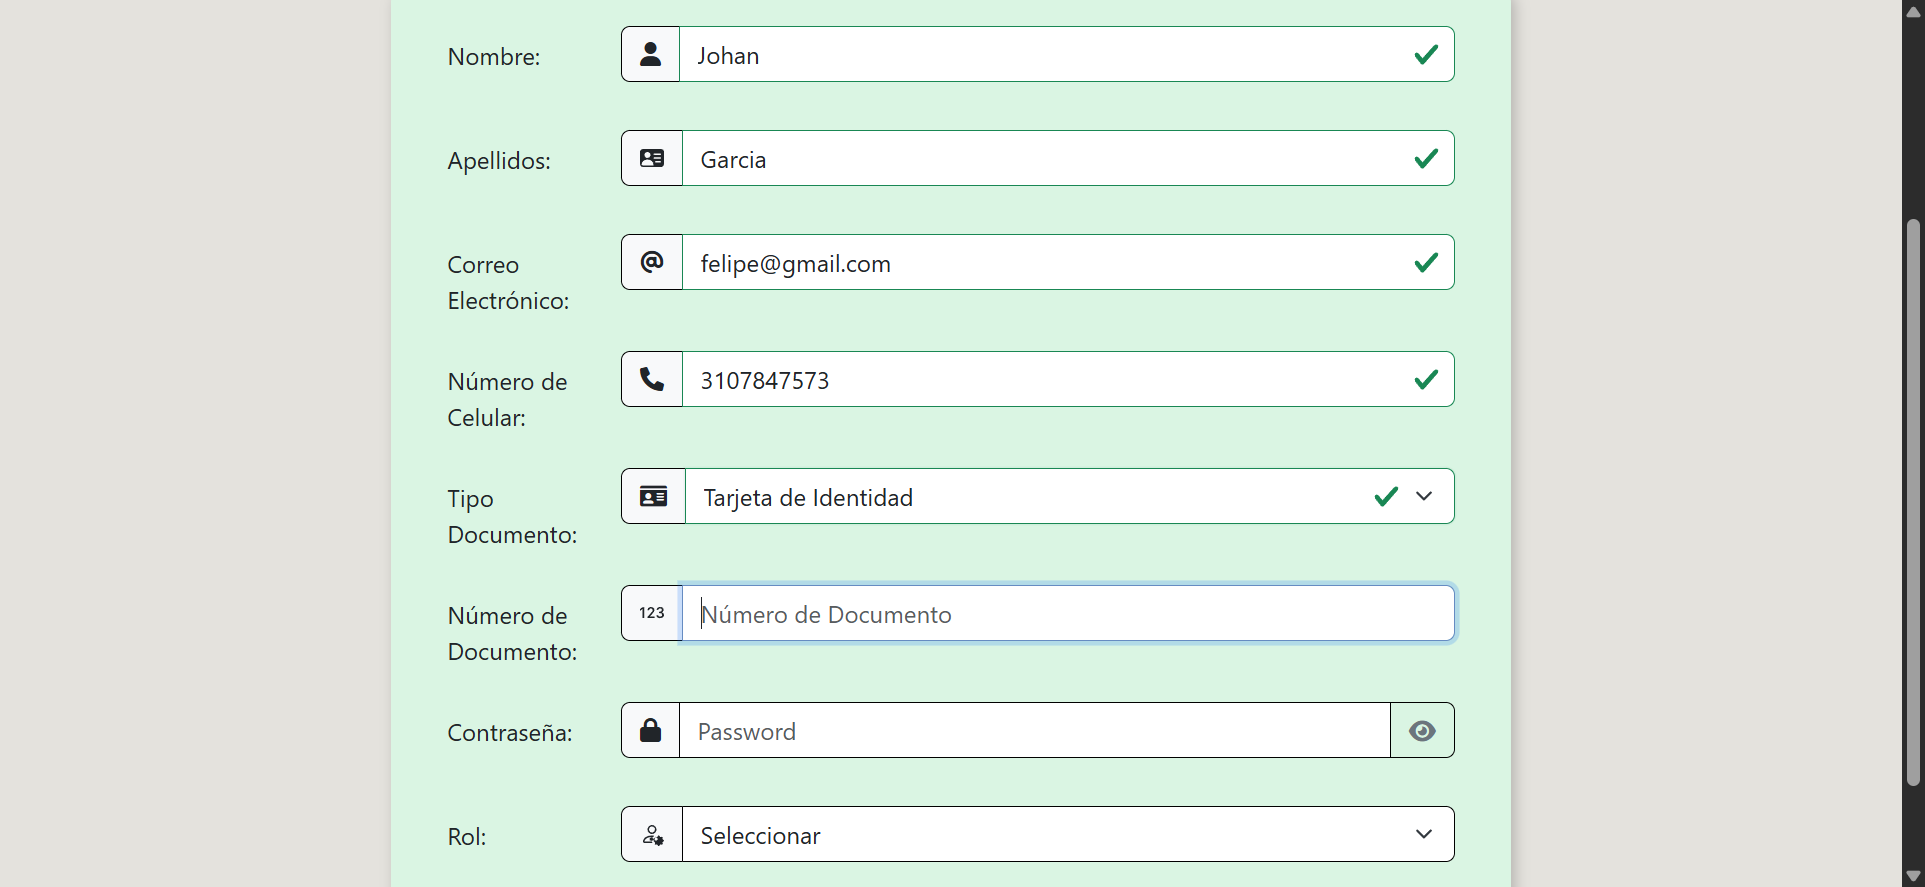 Nombre:
Johan
Apellidos:
Garcia
Correo
Electrónico:
felipe@gmail.com
Número de
Celular:
3107847573
Tipo
Documento:
Tarjeta de Identidad
Número de
Documento:
123
Número de Documento
Contraseña:
Password
Rol:
Seleccionar